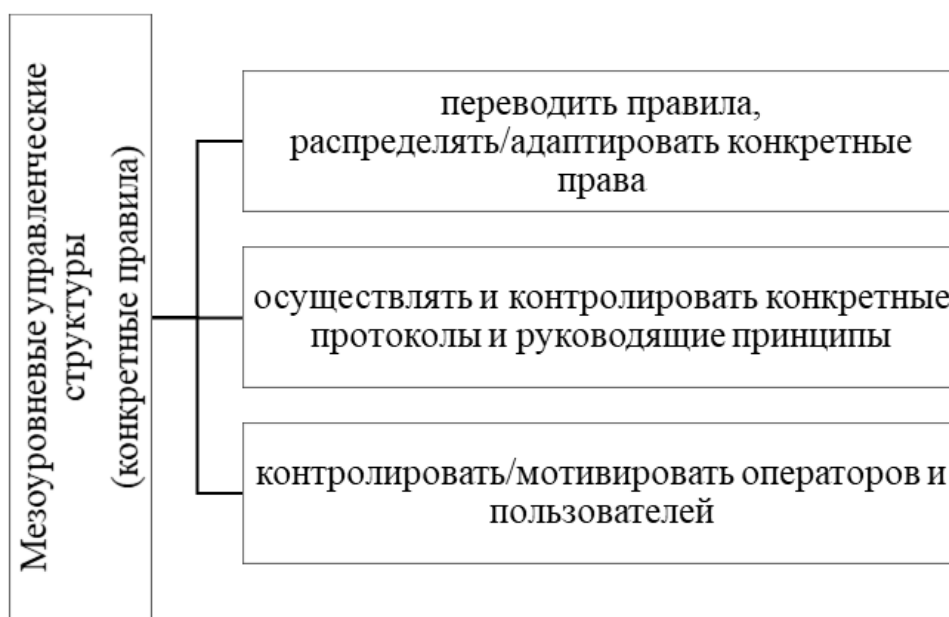 Мезоуровневые управленческие
структуры
(конкретные правила)
переводить правила,
распределять/адаптировать конкретные
права
осуществлять и контролировать конкретные
протоколы и руководящие принципы
контролировать/мотивировать операторов и
пользователей